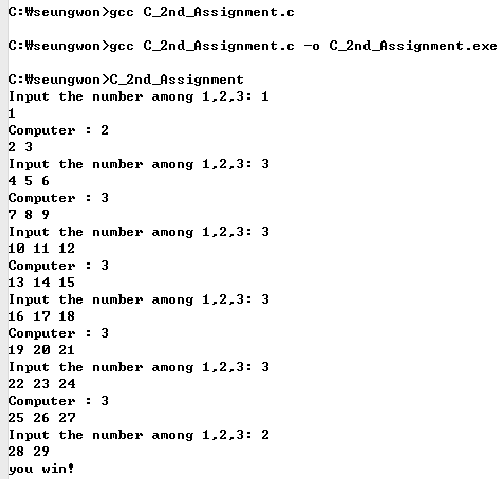 C:₩seungwon>gcc C_2nd_Assignment.c
C:₩seungwon>gcc C_2nd_Assignment.c -o C_2nd_Assignment.exe
C:₩seungwon>C_2nd_Assignment
Input the number among 1,2,3: 1
1
Computer : 2
2 3
Input the number among 1,2,3: 3
4 5 6
Computer : 3
7 8 9
Input the number among 1,2,3: 3
10 11 12
Computer : 3
13 14 15
Input the number among 1,2,3: 3
16 17 18
Computer : 3
19 20 21
Input the number among 1,2,3: 3
22 23 24
Computer : 3
25 26 27
Input the number among 1,2,3: 2
28 29
you win!